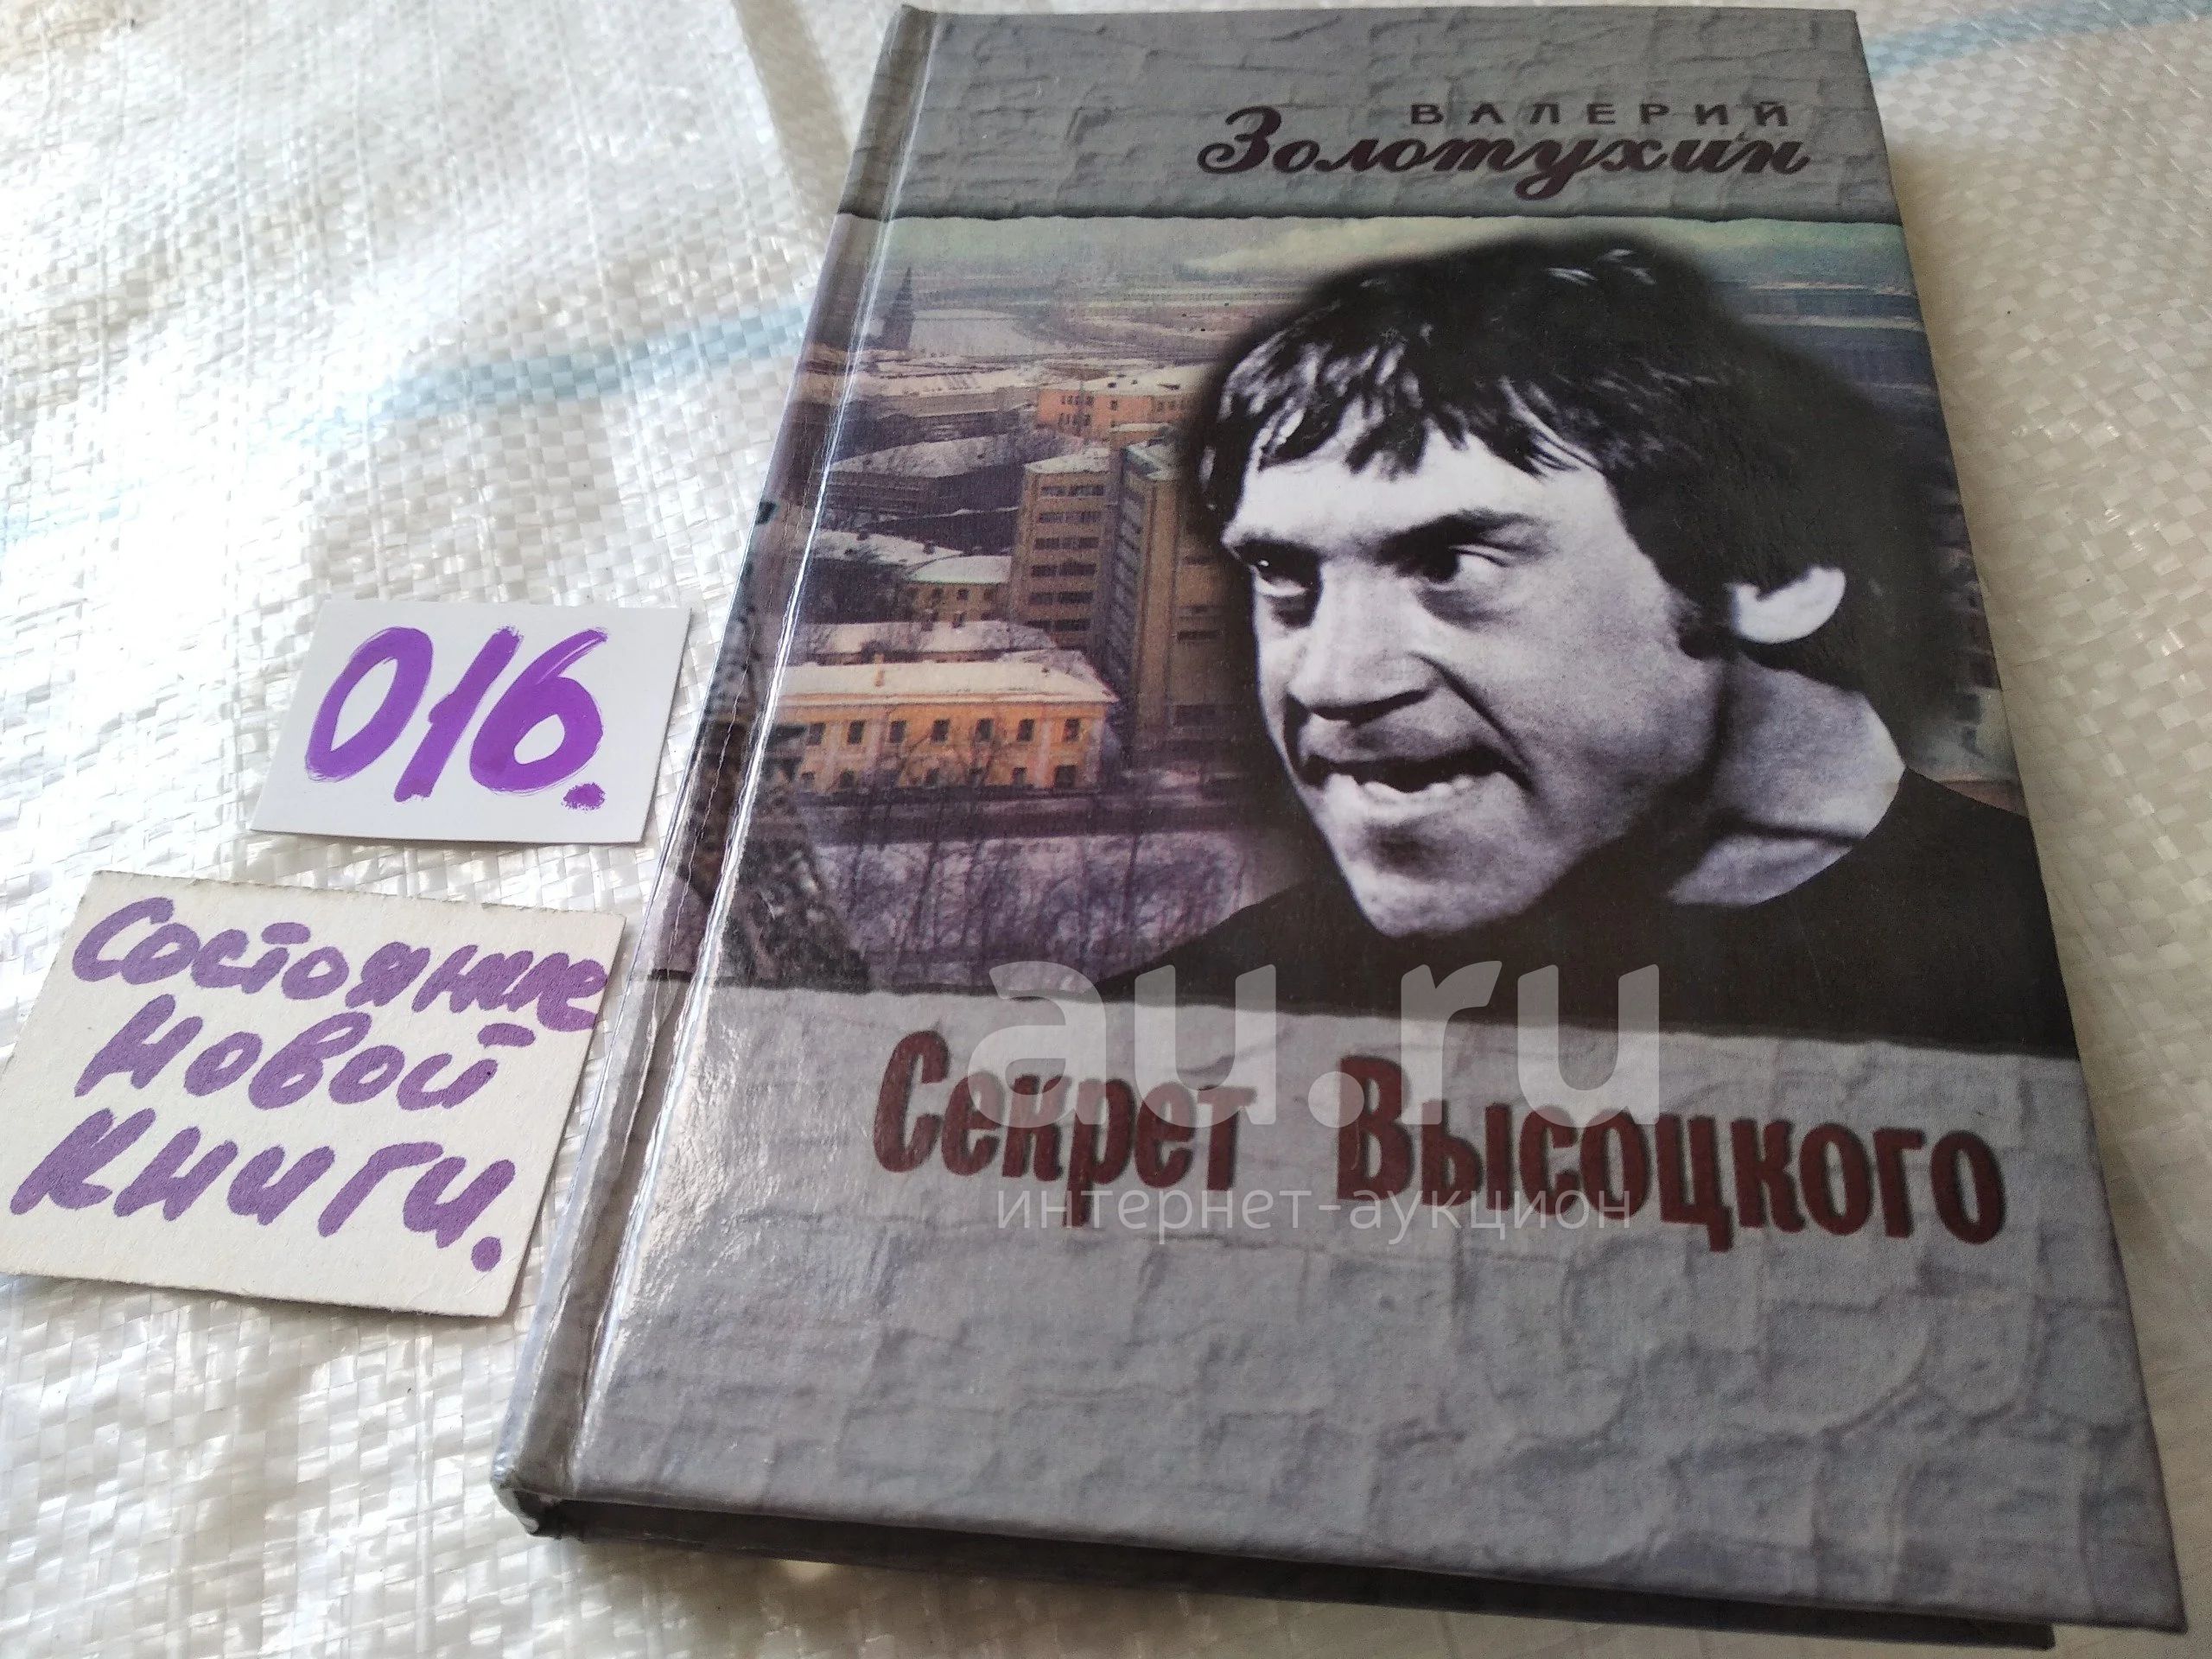 ВАЛЕРИЙ
Золотухин
016.
Состояние
новой
книги.
au.ru
Секрет Высоцкого
интернет-аукцион